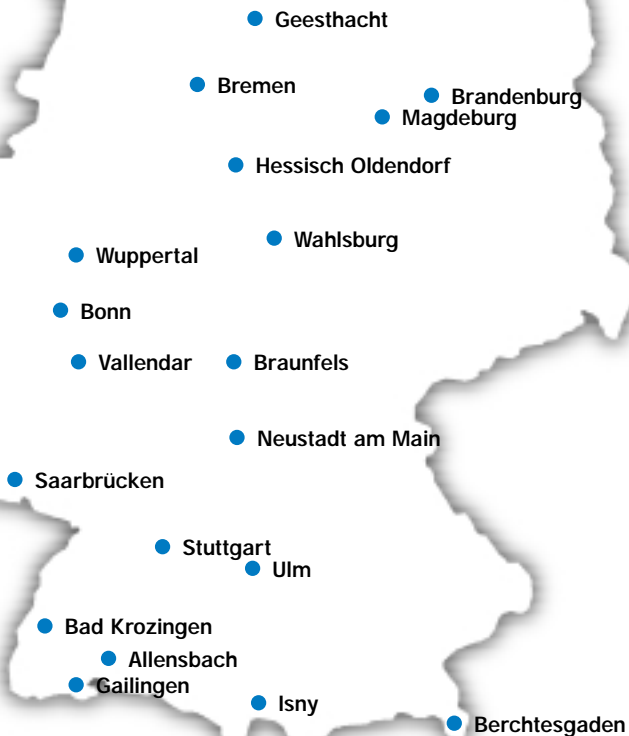 Geesthacht
Bremen
Brandenburg
Magdeburg
Hessisch Oldendorf
Wahlsburg
Wuppertal
Bonn
Vallendar
Braunfels
Neustadt am Main
Saarbrücken
Stuttgart
Ulm
Bad Krozingen
Allensbach
Gailingen
Isny
Berchtesgaden